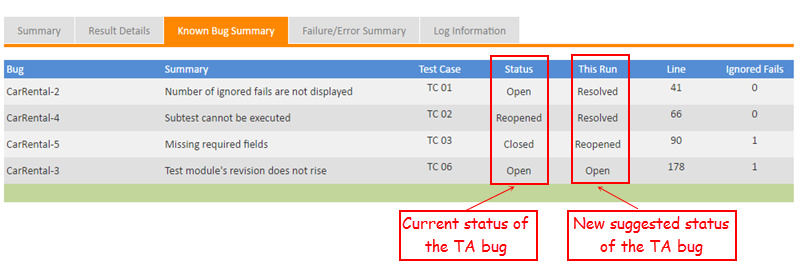 Summary Result Details Known Bug Summary Failure/Error Summary Log Information
Bug Summary Test Case Status This Run Line Ignored Fails
CarRental-2 Number of ignored fails are not displayed TC 01 Open Resolved 41 0
CarRental-4 Subtest cannot be executed TC 02 Reopened Resolved 66 0
CarRental-5 Missing required fields TC 03 Closed Reopened 90 1
CarRental-3 Test module's revision does not rise TC 06 Open Open 178 1
Current status of
the TA bug
New suggested status
of the TA bug